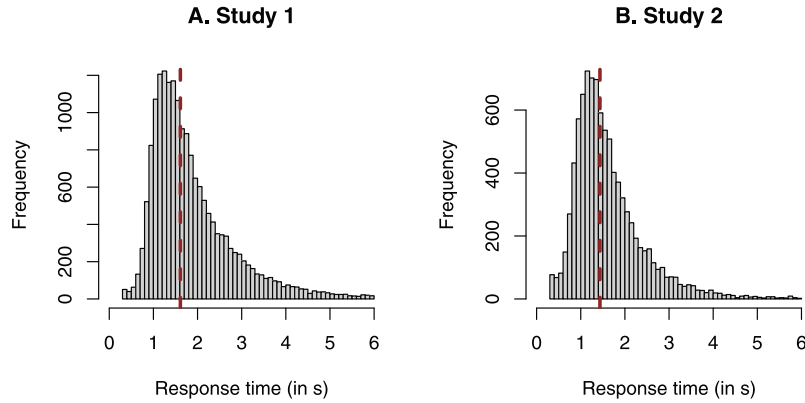 A. Study 1
Frequency
0
200
600
1000
0 1 2 3 4 5 6
Response time (in s)
B. Study 2
Frequency
0
200
400
600
0 1 2 3 4 5 6
Response time (in s)